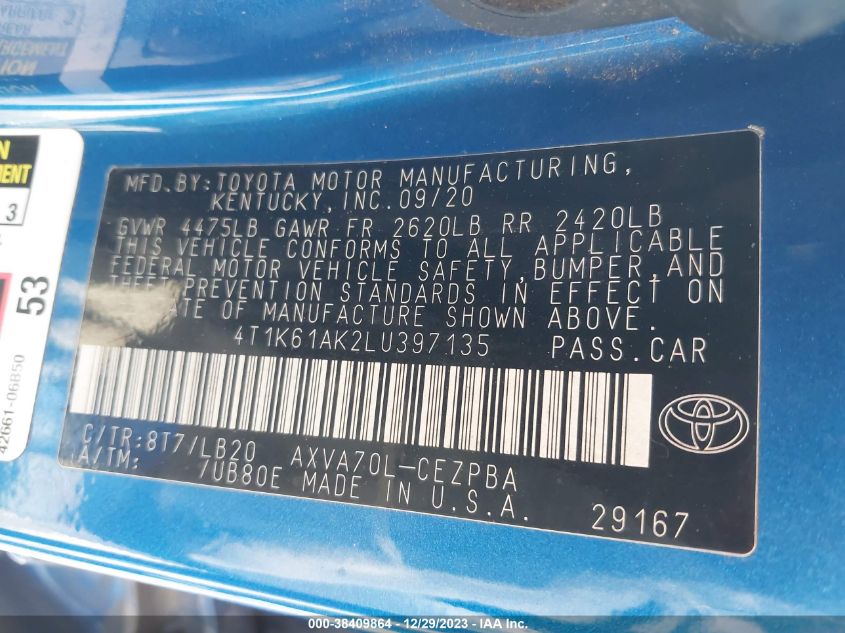 MFD.BY:TOYOTA MOTOR MANUFACTURING,
KENTUCKY,INC.09/20
GVWR 4475LB GAWR FR 2620LB RR 2420LB
THIS VEHICLE CONFORMS TO ALL APPLICABLE
FEDERAL MOTOR VEHICLE SAFETY,BUMPER,AND
THEFT PREVENTION STANDARDS IN EFFECT ON
DATE OF MANUFACTURE SHOWN ABOVE.
4T1K61AK2LU397135 PASS.CAR
C/TR:8T7/LB20 AXVA70L-CEZPBA
A/TM: /UB80E MADE IN U.S.A.
29167
3
53
42661-06B50
000-38409864 - 12/29/2023 - IAA Inc.